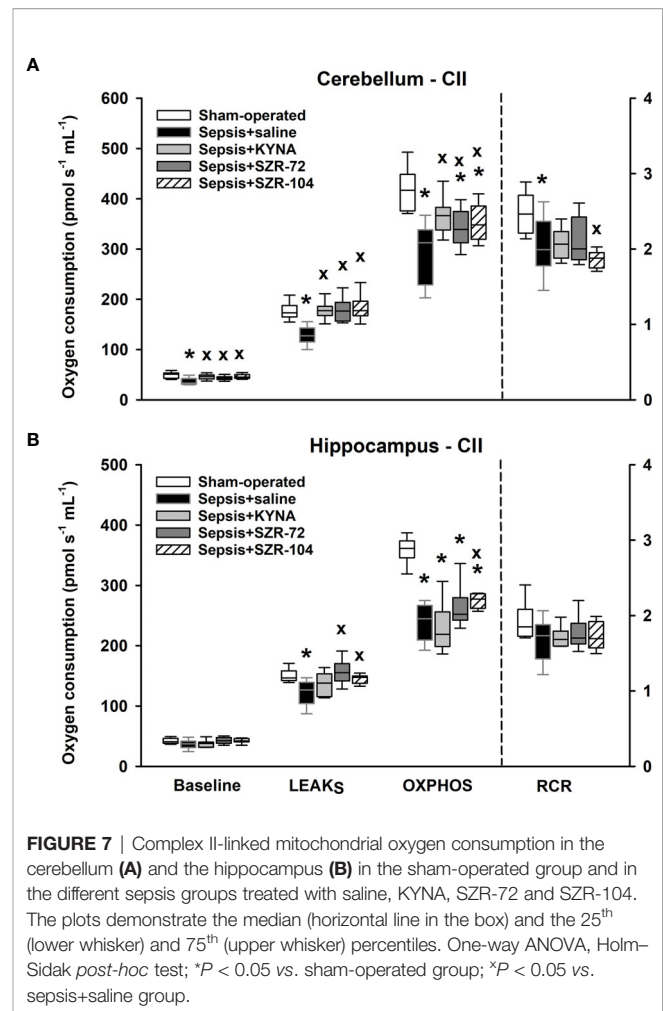 A
Cerebellum - CII
Oxygen consumption (pmol s⁻¹ mL⁻¹)
600
500
400
300
200
100
0
Sham-operated
Sepsis+saline
Sepsis+KYNA
Sepsis+SZR-72
Sepsis+SZR-104
* x x x
* x x x
* x x * x *
* x
4
3
2
1
0
B
Hippocampus - CII
Oxygen consumption (pmol s⁻¹ mL⁻¹)
500
400
300
200
100
0
Sham-operated
Sepsis+saline
Sepsis+KYNA
Sepsis+SZR-72
Sepsis+SZR-104
* x x
* * * x *
4
3
2
1
0
Baseline LEAKs OXPHOS RCR
FIGURE 7 | Complex II-linked mitochondrial oxygen consumption in the
cerebellum (A) and the hippocampus (B) in the sham-operated group and in
the different sepsis groups treated with saline, KYNA, SZR-72 and SZR-104.
The plots demonstrate the median (horizontal line in the box) and the 25th
(lower whisker) and 75th (upper whisker) percentiles. One-way ANOVA, Holm–
Sidak post-hoc test; *P < 0.05 vs. sham-operated group; ˣP < 0.05 vs.
sepsis+saline group.